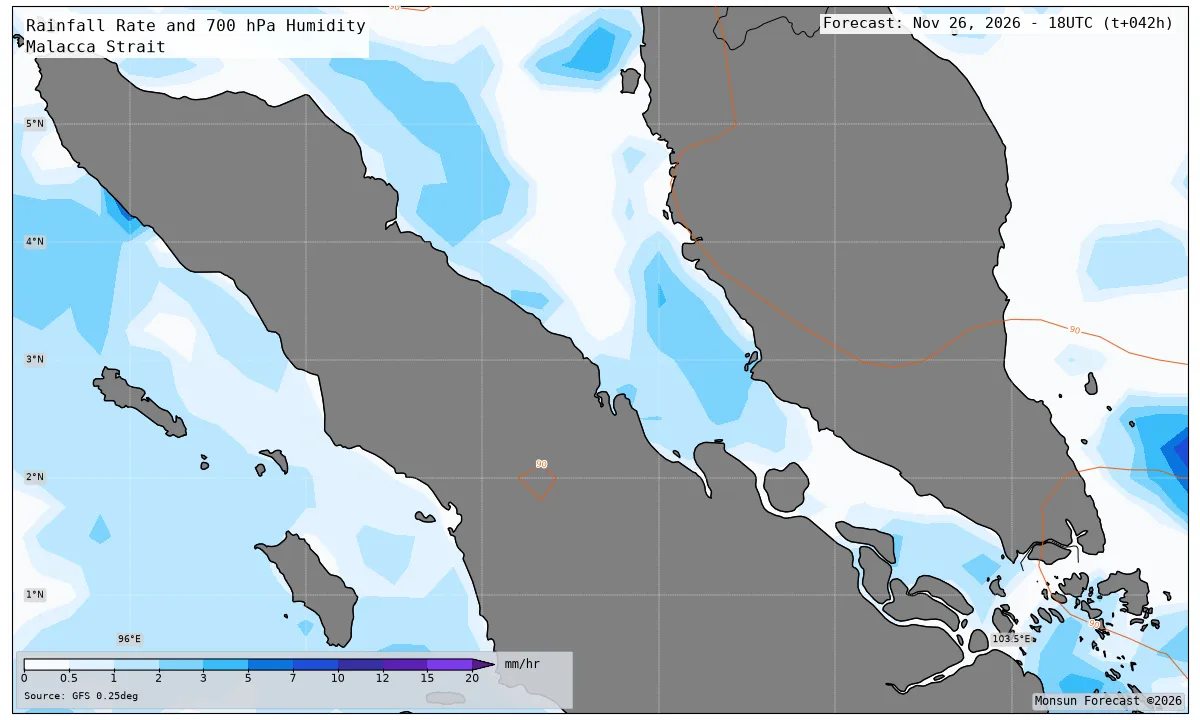 Rainfall Rate and 700 hPa Humidity
Malacca Strait
Forecast: Nov 26, 2026 - 18UTC (t+042h)
90
5°N
4°N
90
3°N
90
2°N
1°N
90
96°E
103.5°E
0 0.5 1 2 3 5 7 10 12 15 20 mm/hr
Source: GFS 0.25deg
Monsun Forecast ©2026